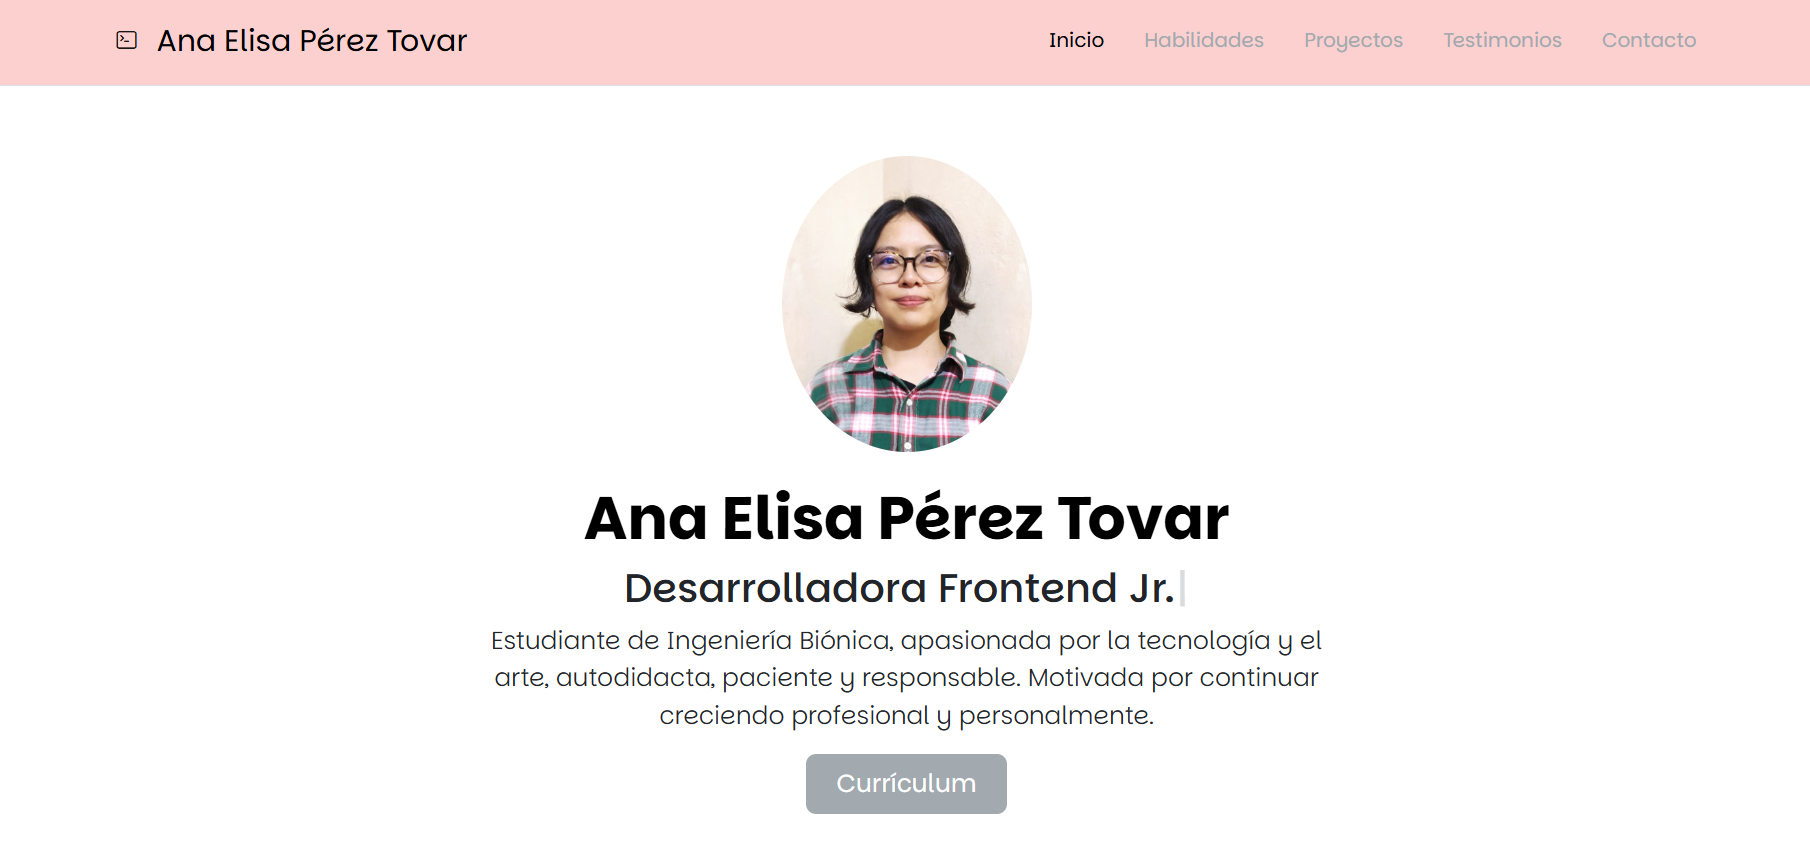 Ana Elisa Pérez Tovar
Inicio Habilidades Proyectos Testimonios Contacto
Ana Elisa Pérez Tovar
Desarrolladora Frontend Jr.
Estudiante de Ingeniería Biónica, apasionada por la tecnología y el
arte, autodidacta, paciente y responsable. Motivada por continuar
creciendo profesional y personalmente.
Currículum